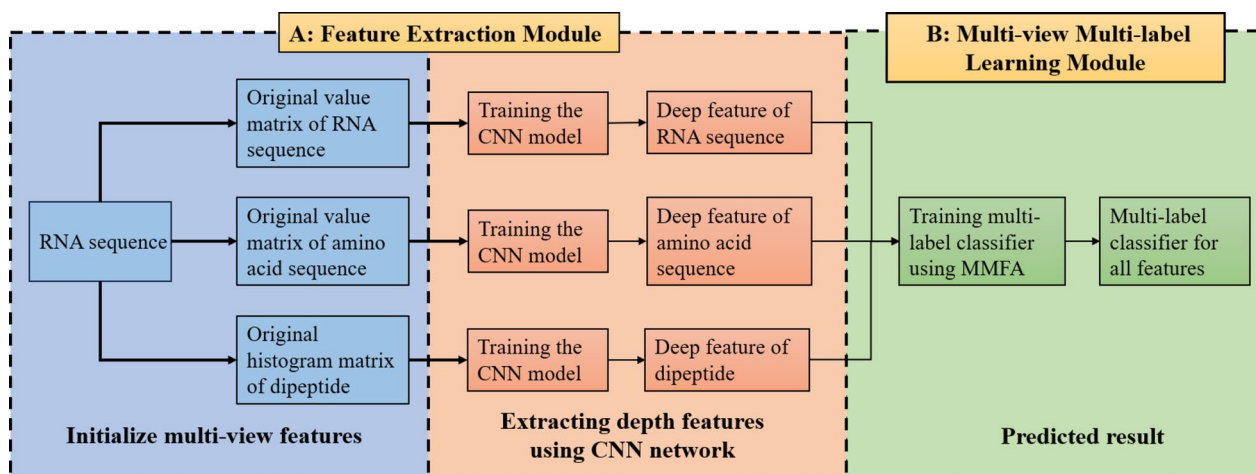 A: Feature Extraction Module
B: Multi-view Multi-label
Learning Module
Original value
matrix of RNA
sequence
Training the
CNN model
Deep feature of
RNA sequence
RNA sequence
Original value
matrix of amino
acid sequence
Training the
CNN model
Deep feature of
amino acid
sequence
Training multi-
label classifier
using MMFA
Multi-label
classifier for
all features
Original
histogram matrix
of dipeptide
Training the
CNN model
Deep feature of
dipeptide
Initialize multi-view features
Extracting depth features
using CNN network
Predicted result